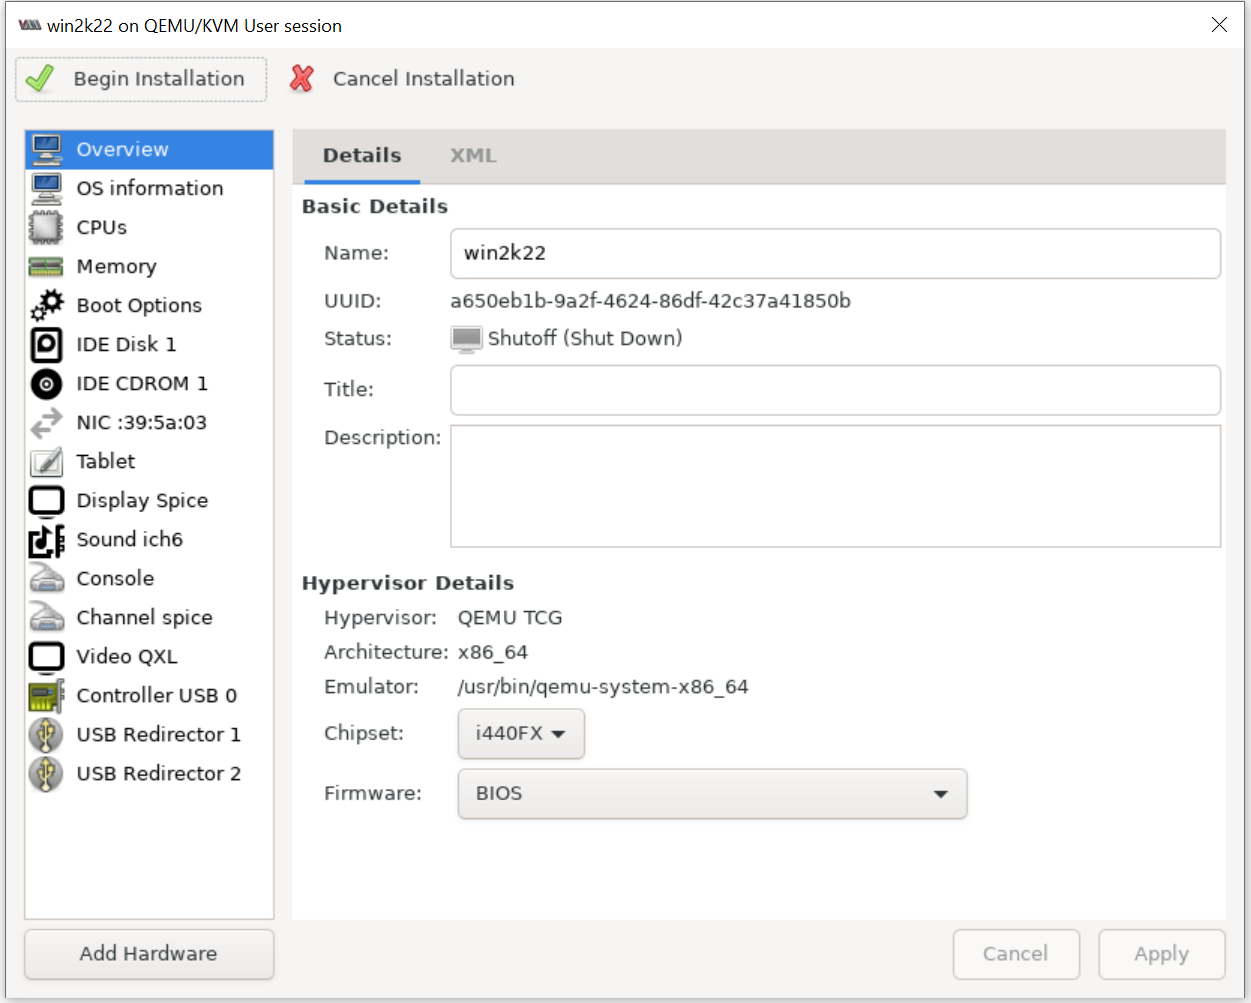 win2k22 on QEMU/KVM User session
Begin Installation
Cancel Installation
Overview
OS information
CPUs
Memory
Boot Options
IDE Disk 1
IDE CDROM 1
NIC :39:5a:03
Tablet
Display Spice
Sound ich6
Console
Channel spice
Video QXL
Controller USB 0
USB Redirector 1
USB Redirector 2
Add Hardware
Details XML
Basic Details
Name: win2k22
UUID: a650eb1b-9a2f-4624-86df-42c37a41850b
Status: Shutoff (Shut Down)
Title:
Description:
Hypervisor Details
Hypervisor: QEMU TCG
Architecture: x86_64
Emulator: /usr/bin/qemu-system-x86_64
Chipset: i440FX
Firmware: BIOS
Cancel
Apply